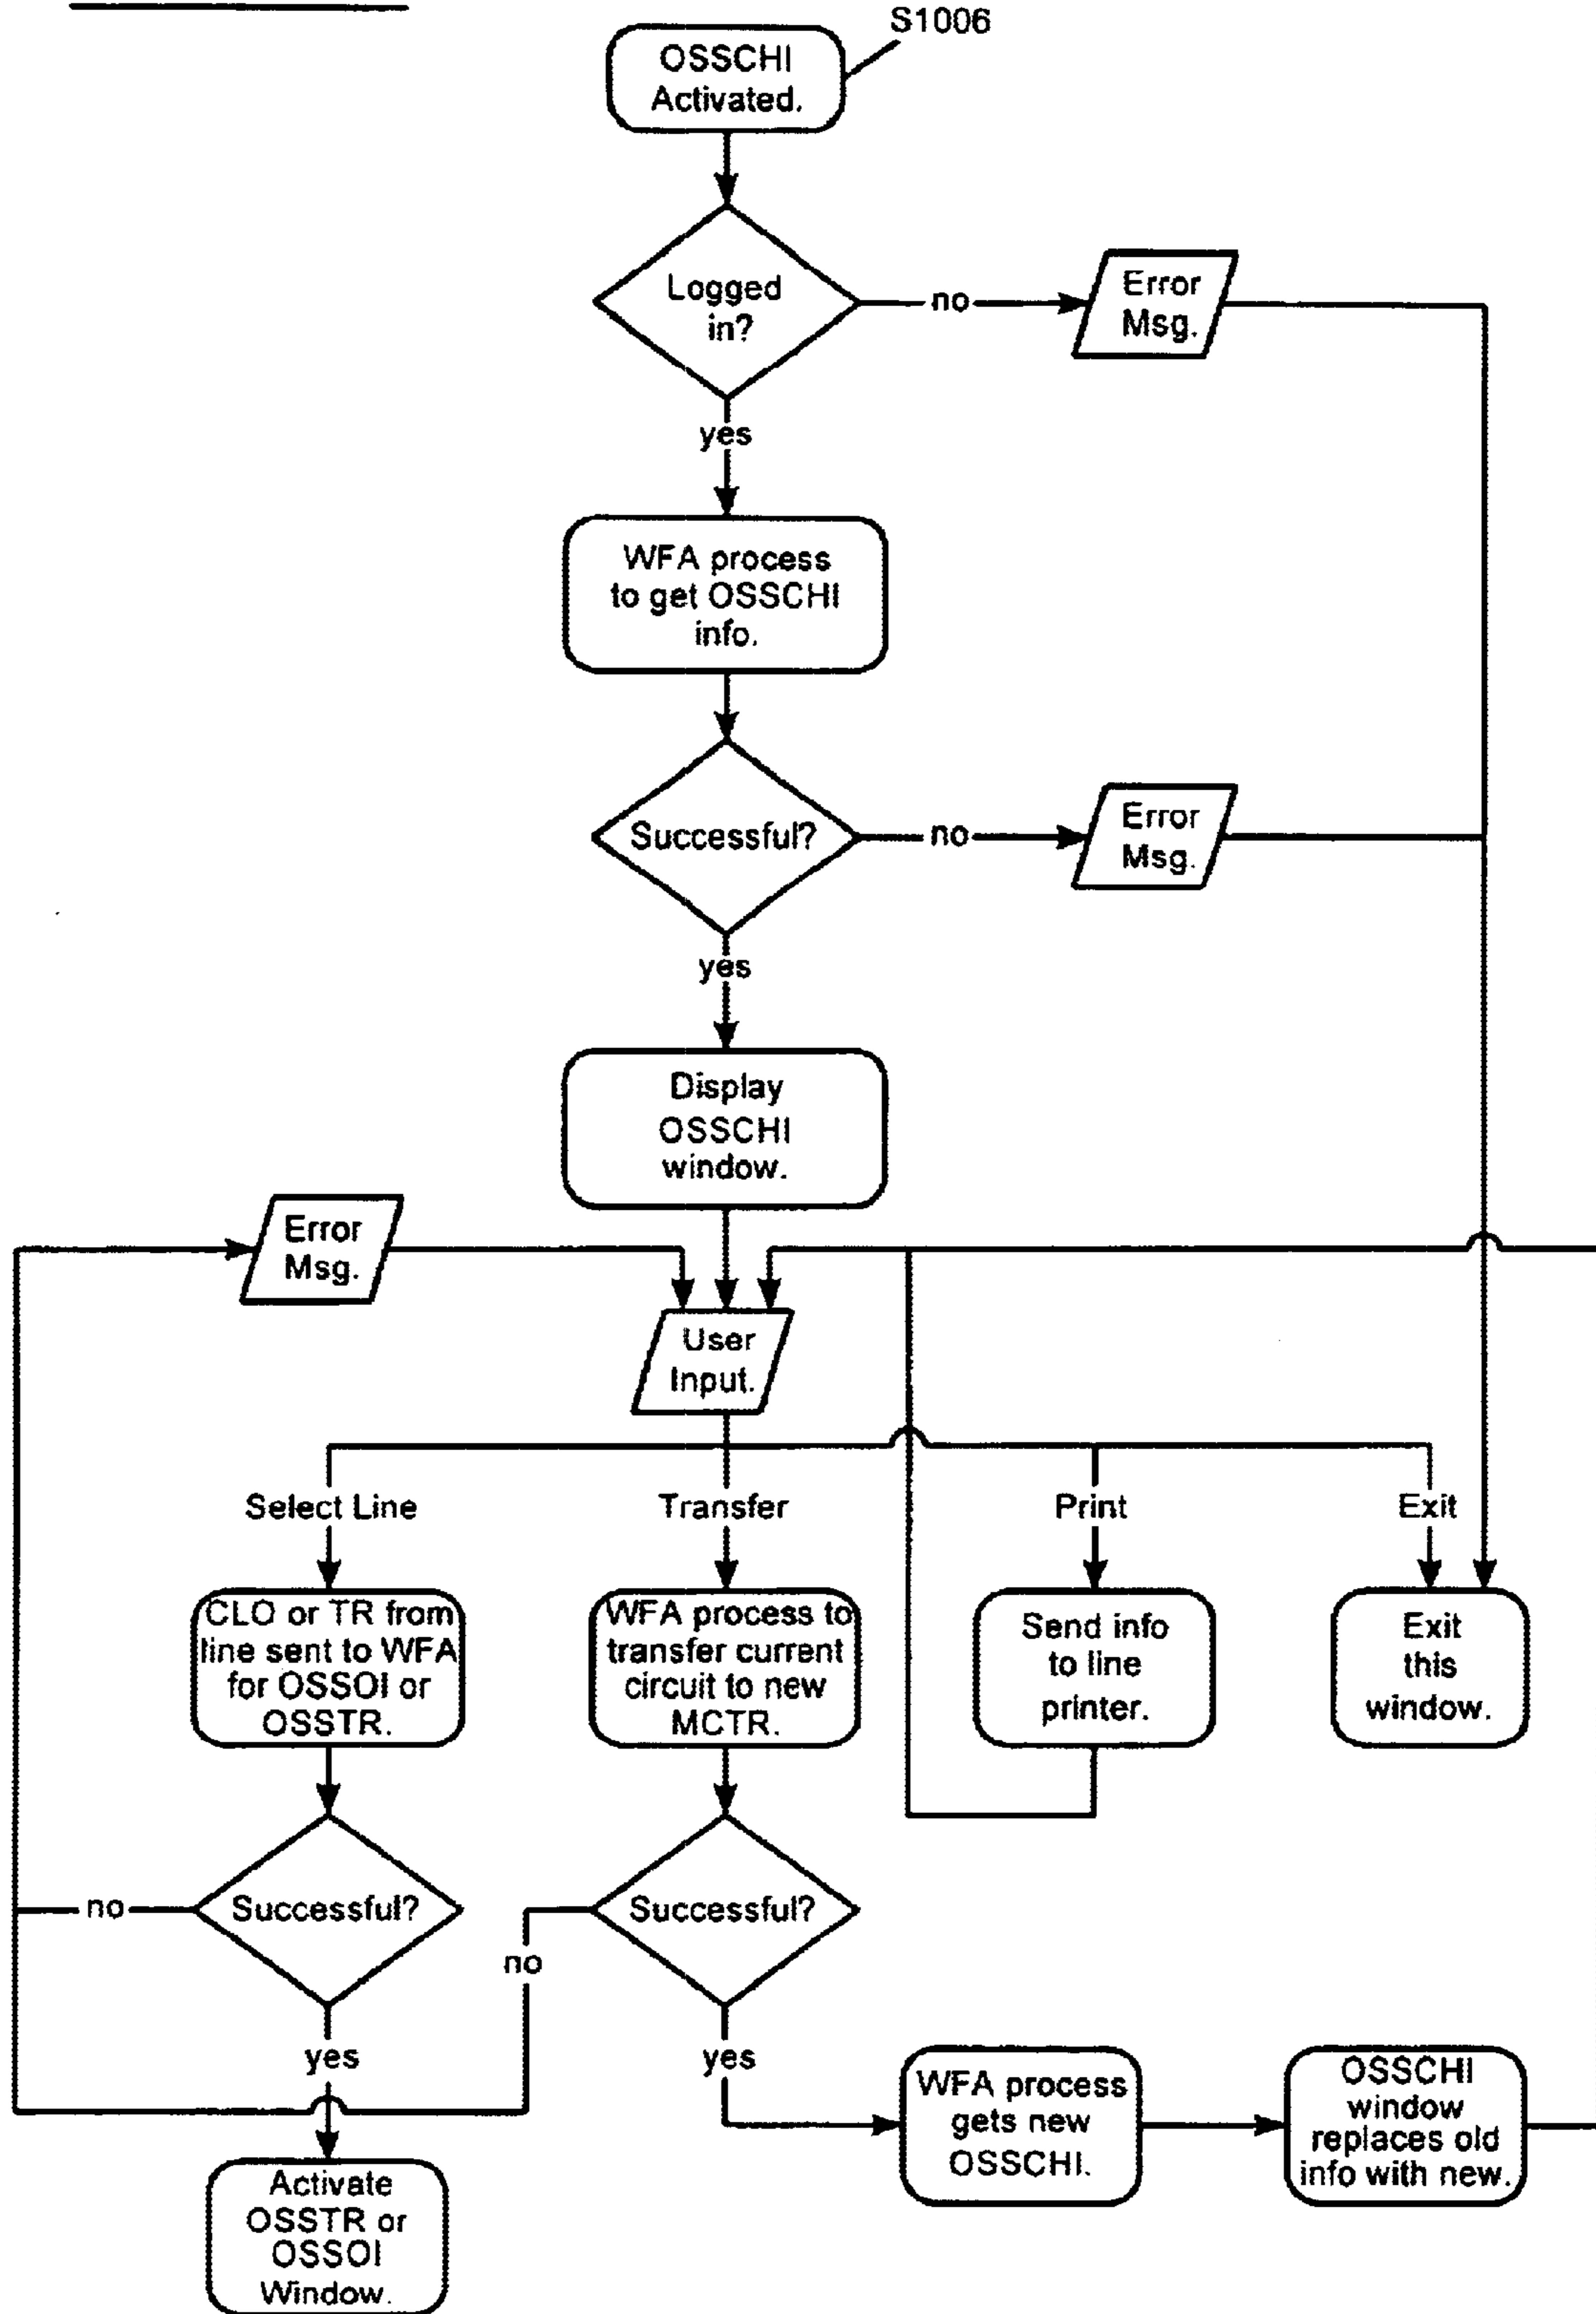 S1006
OSSCHI
Activated.
Logged
in?
no
Error
Msg.
yes
WFA process
to get OSSCHI
info.
Successful?
no
Error
Msg.
yes
Display
OSSCHI
window.
Error
Msg.
User
Input.
Select Line
Transfer
Print
Exit
CLO or TR from
line sent to WFA
for OSSOI or
OSSTR.
WFA process to
transfer current
circuit to new
MCTR.
Send info
to line
printer.
Exit
this
window.
no
Successful?
no
Successful?
yes
yes
WFA process
gets new
OSSCHI.
OSSCHI
window
replaces old
info with new.
Activate
OSSTR or
OSSOI
Window.